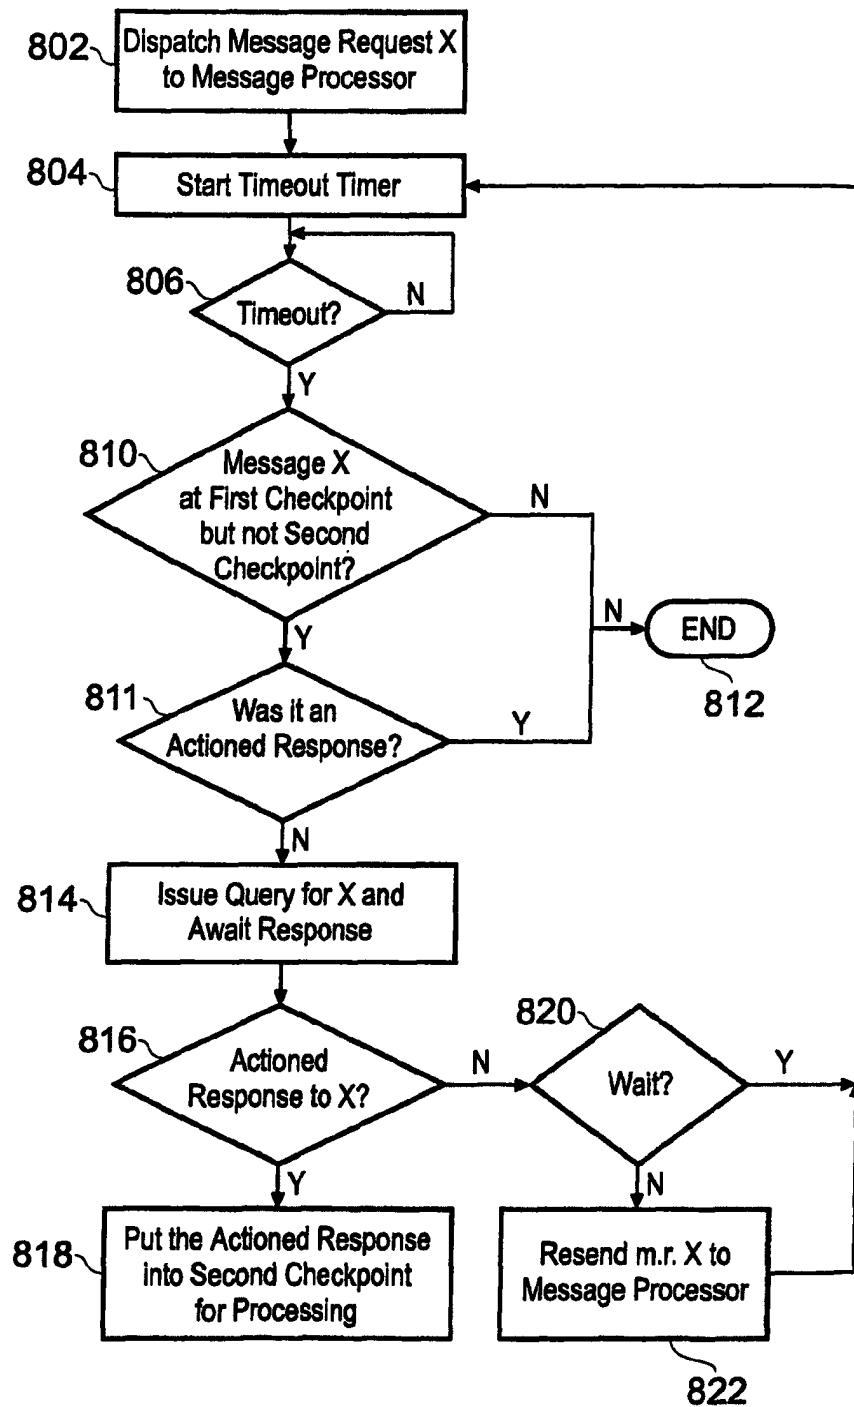 802
Dispatch Message Request X
to Message Processor
804
Start Timeout Timer
806
Timeout?
N
Y
810
Message X
at First Checkpoint
but not Second
Checkpoint?
N
Y
N
END
812
811
Was it an
Actioned Response?
Y
N
814
Issue Query for X and
Await Response
816
Actioned
Response to X?
N
820
Wait?
Y
Y
N
818
Put the Actioned Response
into Second Checkpoint
for Processing
Resend m.r. X to
Message Processor
822